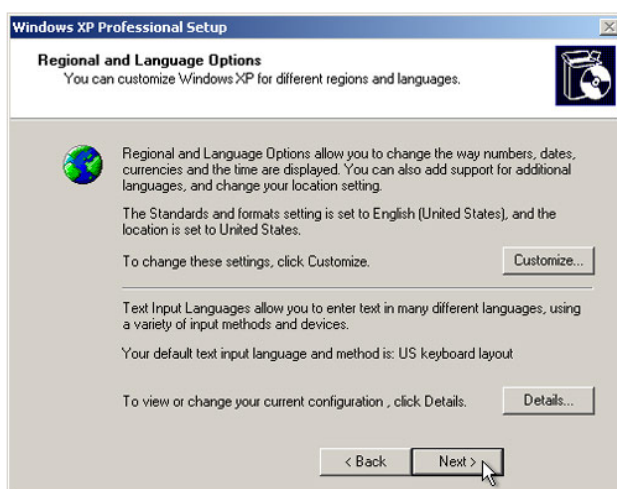 Windows XP Professional Setup
Regional and Language Options
You can customize Windows XP for different regions and languages.
Regional and Language Options allow you to change the way numbers, dates,
currencies and the time are displayed. You can also add support for additional
languages, and change your location setting.
The Standards and formats setting is set to English (United States), and the
location is set to United States.
To change these settings, click Customize.
Customize...
Text Input Languages allow you to enter text in many different languages, using
a variety of input methods and devices.
Your default text input language and method is: US keyboard layout
To view or change your current configuration , click Details.
Details...
< Back
Next >